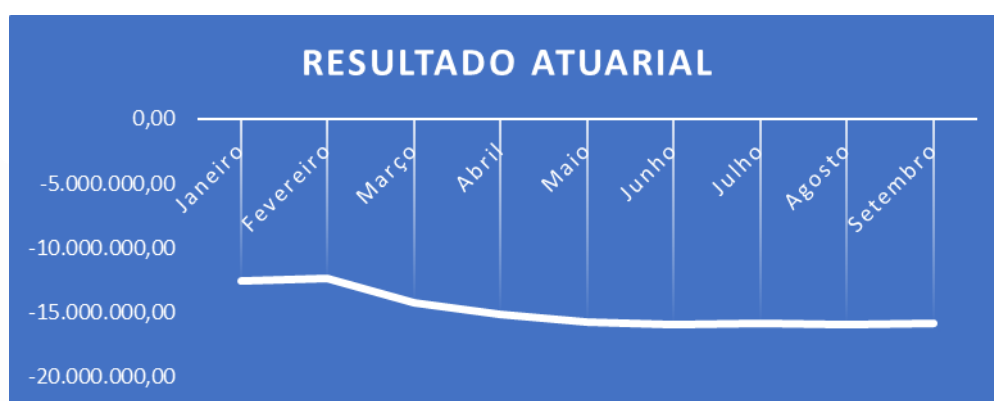 RESULTADO ATUARIAL
0,00
-5.000.000,00
-10.000.000,00
-15.000.000,00
-20.000.000,00
Janeiro
Fevereiro
Março
Abril
Maio
Junho
Julho
Agosto
Setembro